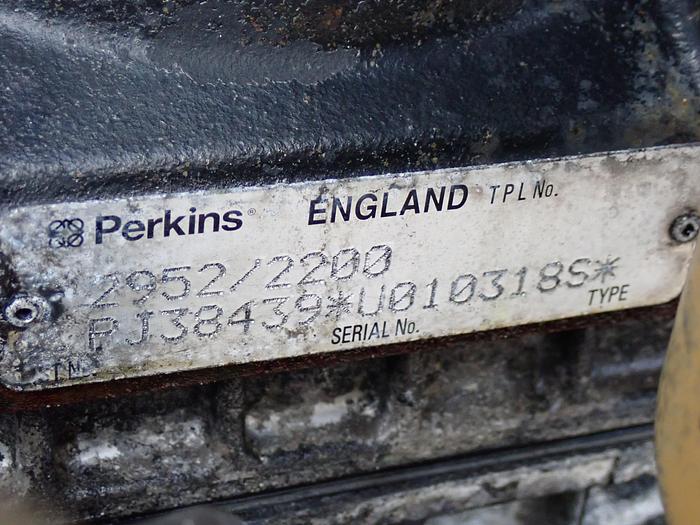 Perkins® ENGLAND TPL No.
2952/2200
PJ38439*U010318S*
SERIAL No. TYPE